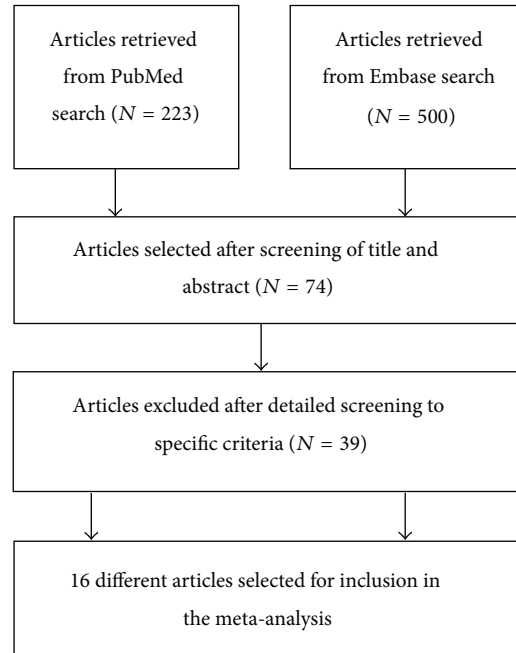 Articles retrieved
from PubMed
search (N = 223)
Articles retrieved
from Embase search
(N = 500)
Articles selected after screening of title and
abstract (N = 74)
Articles excluded after detailed screening to
specific criteria (N = 39)
16 different articles selected for inclusion in
the meta-analysis